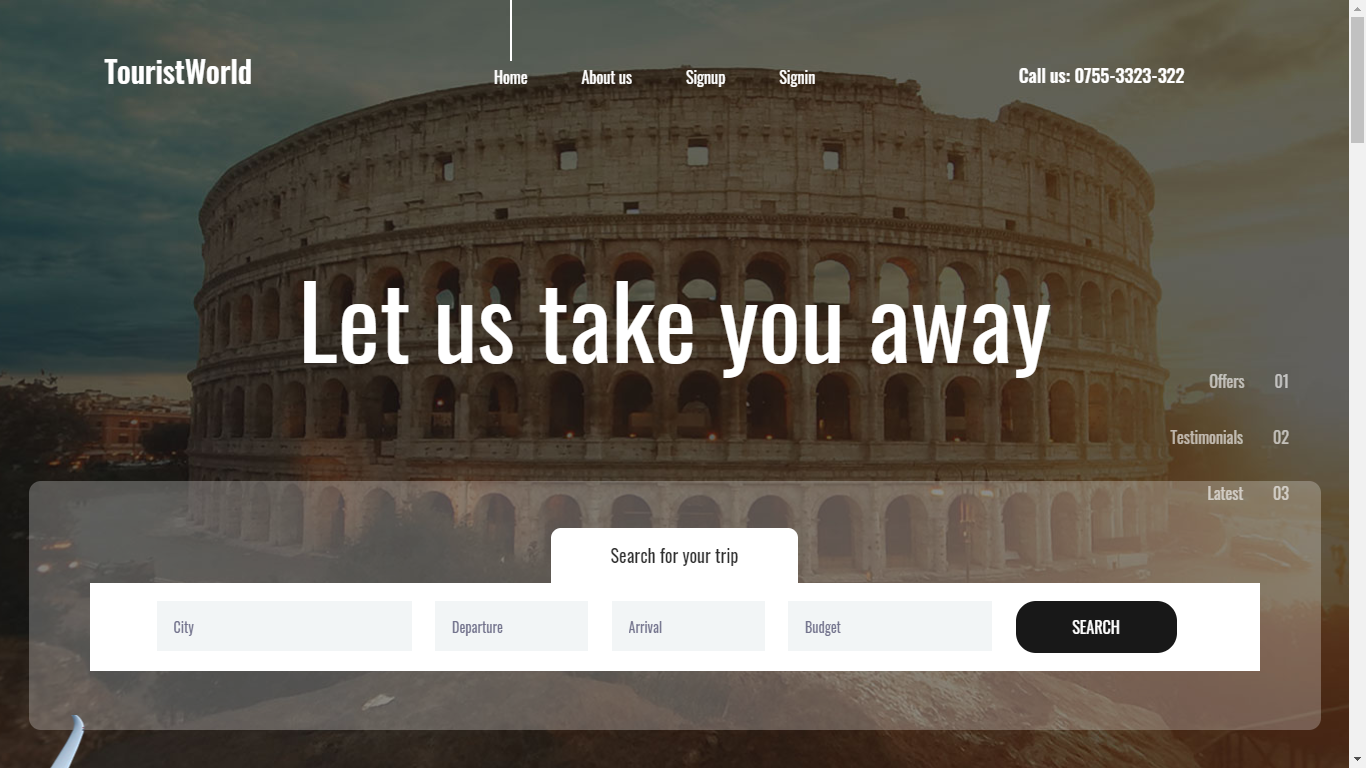 TouristWorld
Home About us Signup Signin
Call us: 0755-3323-322
Let us take you away
Offers 01
Testimonials 02
Latest 03
Search for your trip
City Departure Arrival Budget SEARCH